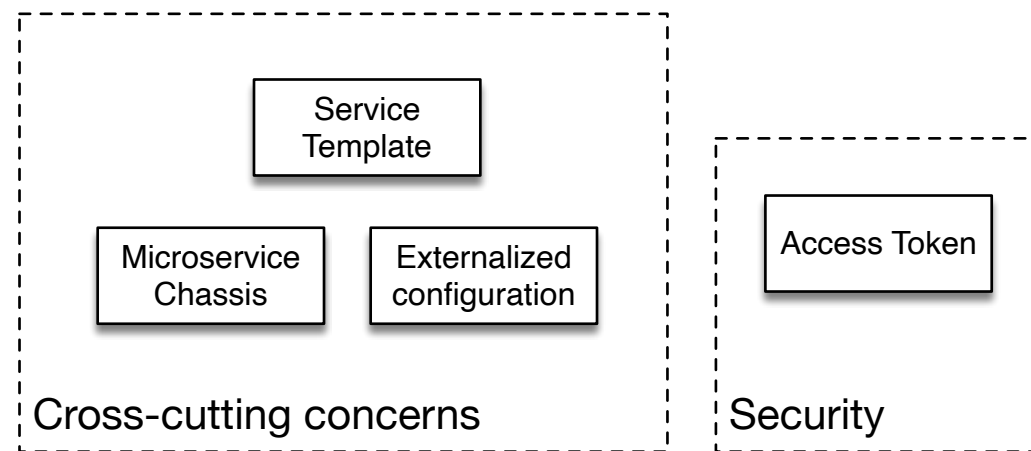 Service
Template
Microservice
Chassis
Externalized
configuration
Cross-cutting concerns
Access Token
Security